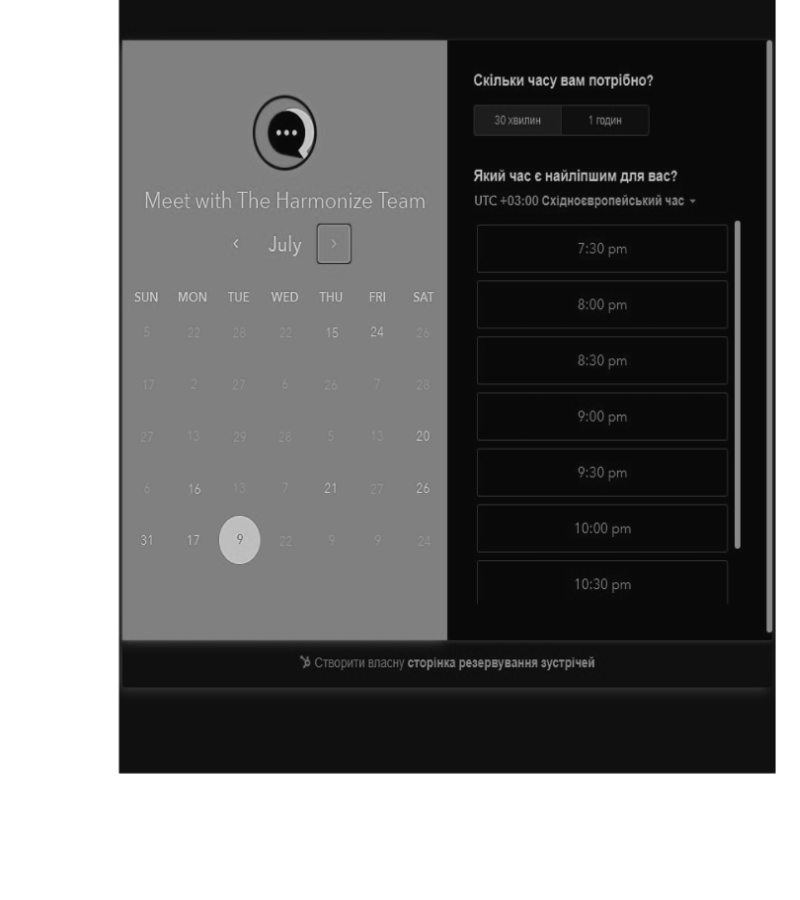 Meet with The Harmonize Team
July
SUN MON TUE WED THU FRI SAT
5 22 28 22 15 24 26
17 2 27 6 26 7 28
27 13 29 28 5 13 20
6 16 13 7 21 27 26
31 17 9 22 9 9 24
Скільки часу вам потрібно?
30 хвилин 1 годин
Який час є найліпшим для вас?
UTC +03:00 Східноєвропейський час
7:30 pm
8:00 pm
8:30 pm
9:00 pm
9:30 pm
10:00 pm
10:30 pm
Створити власну сторінка резервування зустрічей